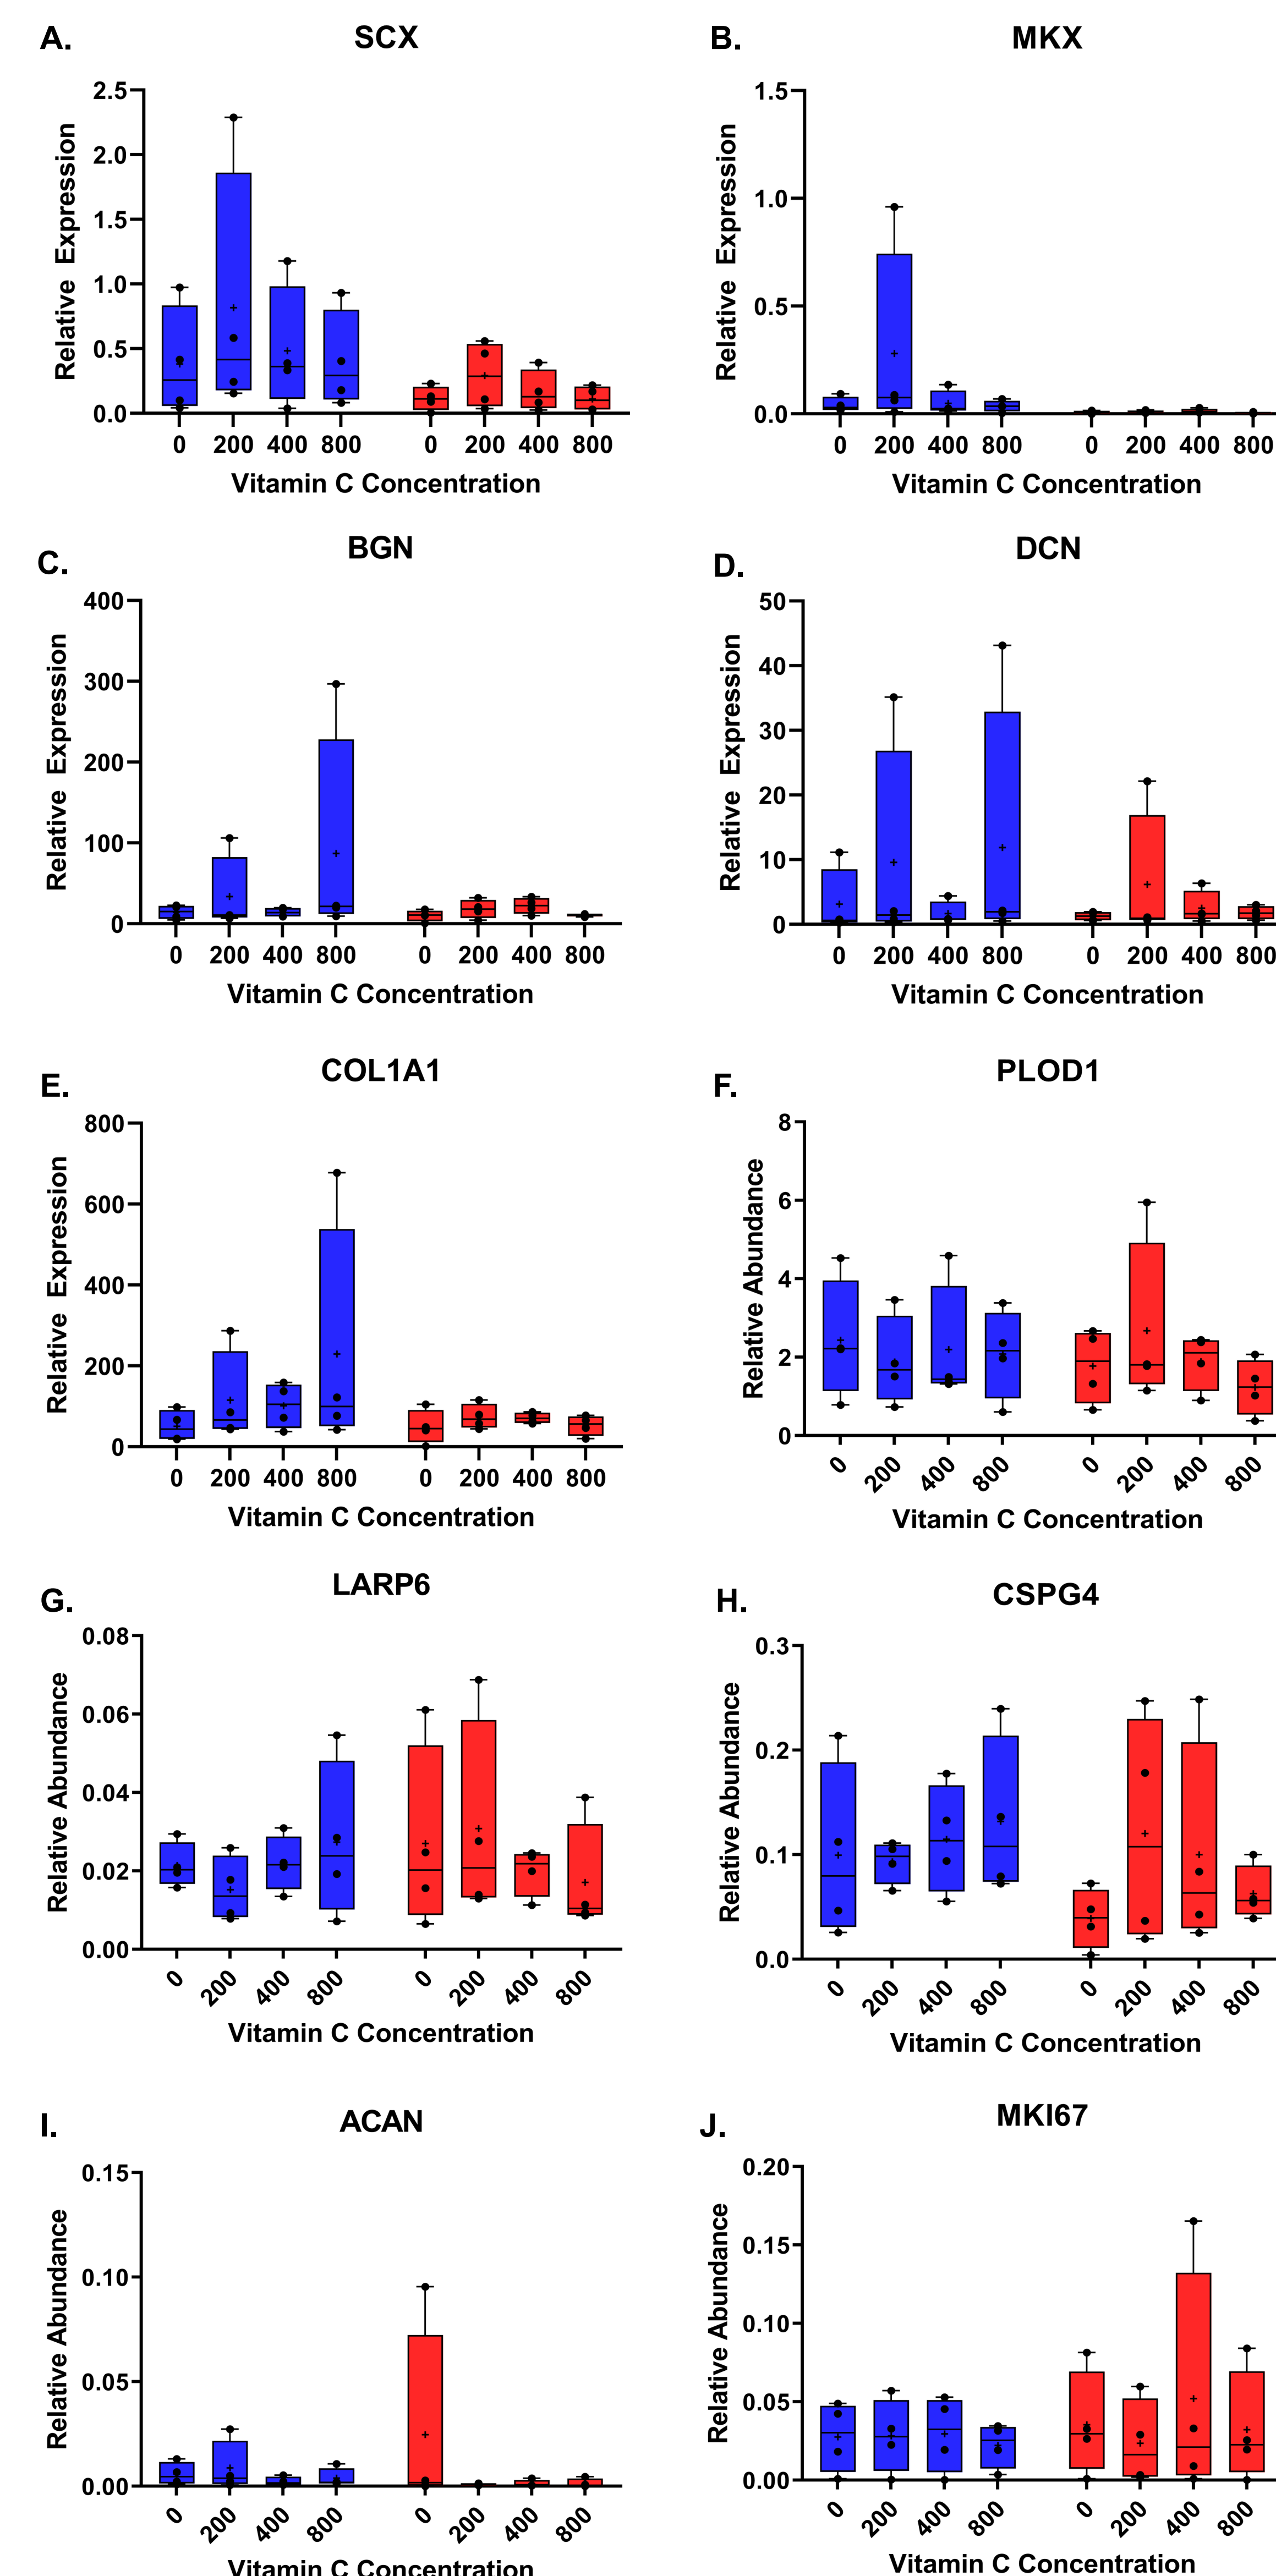 A. SCX
Relative Expression
2.5
2.0
1.5
1.0
0.5
0.0
0 200 400 800 0 200 400 800
Vitamin C Concentration
B. MKX
Relative Expression
1.5
1.0
0.5
0.0
0 200 400 800 0 200 400 800
Vitamin C Concentration
C. BGN
Relative Expression
400
300
200
100
0
0 200 400 800 0 200 400 800
Vitamin C Concentration
D. DCN
Relative Expression
50
40
30
20
10
0
0 200 400 800 0 200 400 800
Vitamin C Concentration
E. COL1A1
Relative Expression
800
600
400
200
0
0 200 400 800 0 200 400 800
Vitamin C Concentration
F. PLOD1
Relative Abundance
8
6
4
2
0
0 200 400 800 0 200 400 800
Vitamin C Concentration
G. LARP6
Relative Abundance
0.08
0.06
0.04
0.02
0.00
0 200 400 800 0 200 400 800
Vitamin C Concentration
H. CSPG4
Relative Abundance
0.3
0.2
0.1
0.0
0 200 400 800 0 200 400 800
Vitamin C Concentration
I. ACAN
Relative Abundance
0.15
0.10
0.05
0.00
0 200 400 800 0 200 400 800
Vitamin C Concentration
J. MKI67
Relative Abundance
0.20
0.15
0.10
0.05
0.00
0 200 400 800 0 200 400 800
Vitamin C Concentration